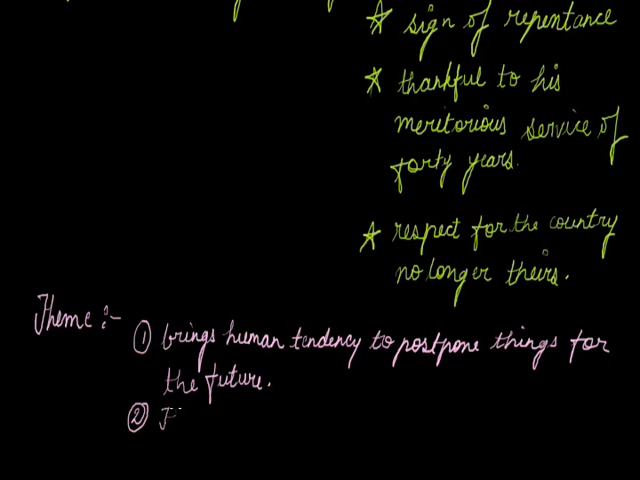 ☆ sign of repentance
☆ thankful to his
meritorious service of
forty years.
☆ respect for the country
no longer theirs.
Theme :-
① brings human tendency to postpone things for
the future.
②